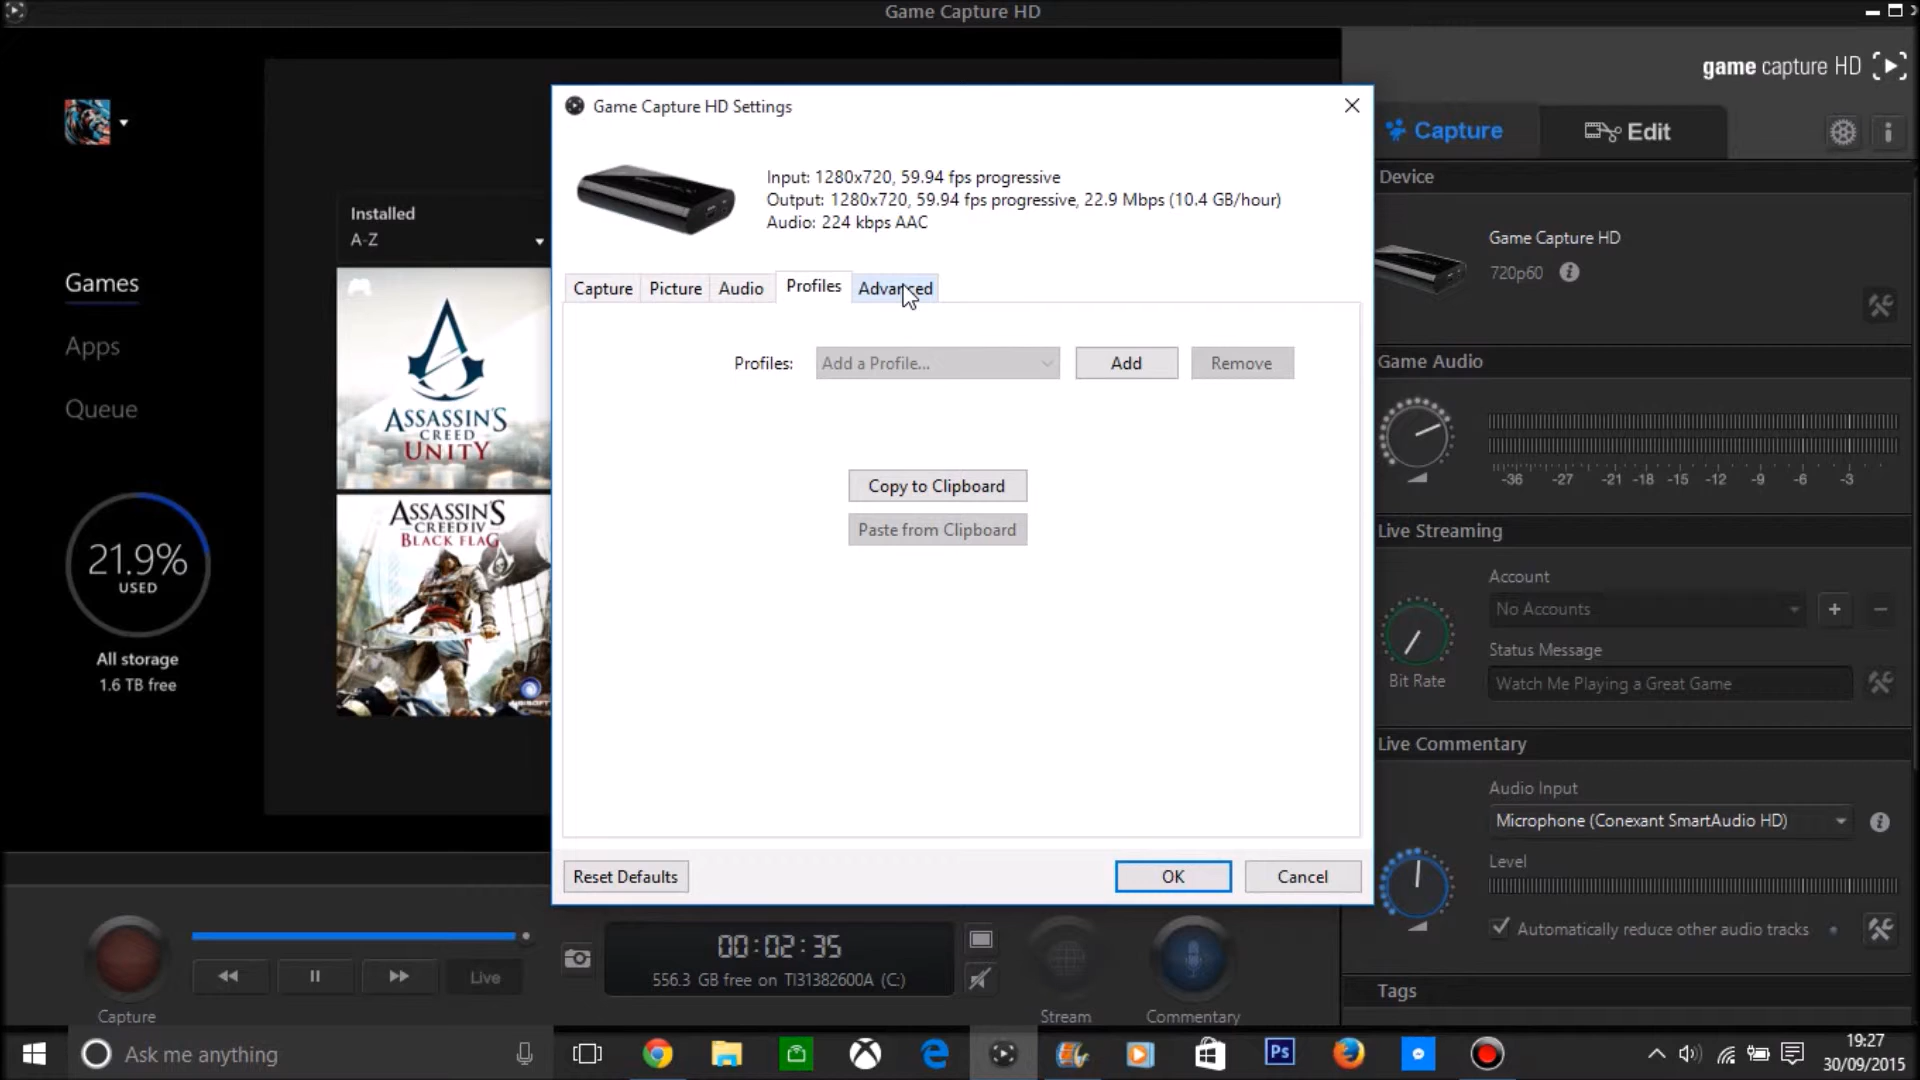 Game Capture HD
Installed
A-Z
Games
Apps
Queue
ASSASSIN'S
CREED
UNITY
ASSASSIN'S
CREED IV
BLACK FLAG
UBISOFT
21.9%
USED
All storage
1.6 TB free
Game Capture HD Settings
Input: 1280x720, 59.94 fps progressive
Output: 1280x720, 59.94 fps progressive, 22.9 Mbps (10.4 GB/hour)
Audio: 224 kbps AAC
Capture Picture Audio Profiles Advanced
Profiles: Add a Profile... Add Remove
Copy to Clipboard
Paste from Clipboard
Reset Defaults OK Cancel
game capture HD
Capture Edit
Device
Game Capture HD
720p60
Game Audio
-36 -27 -21 -18 -15 -12 -9 -6 -3
Live Streaming
Account
No Accounts
Status Message
Bit Rate
Watch Me Playing a Great Game
Live Commentary
Audio Input
Microphone (Conexant SmartAudio HD)
Level
Automatically reduce other audio tracks
Tags
Live
00:02:35
556.3 GB free on TI31382600A (C:)
Capture
Stream
Commentary
Ask me anything
Ps
19:27
30/09/2015